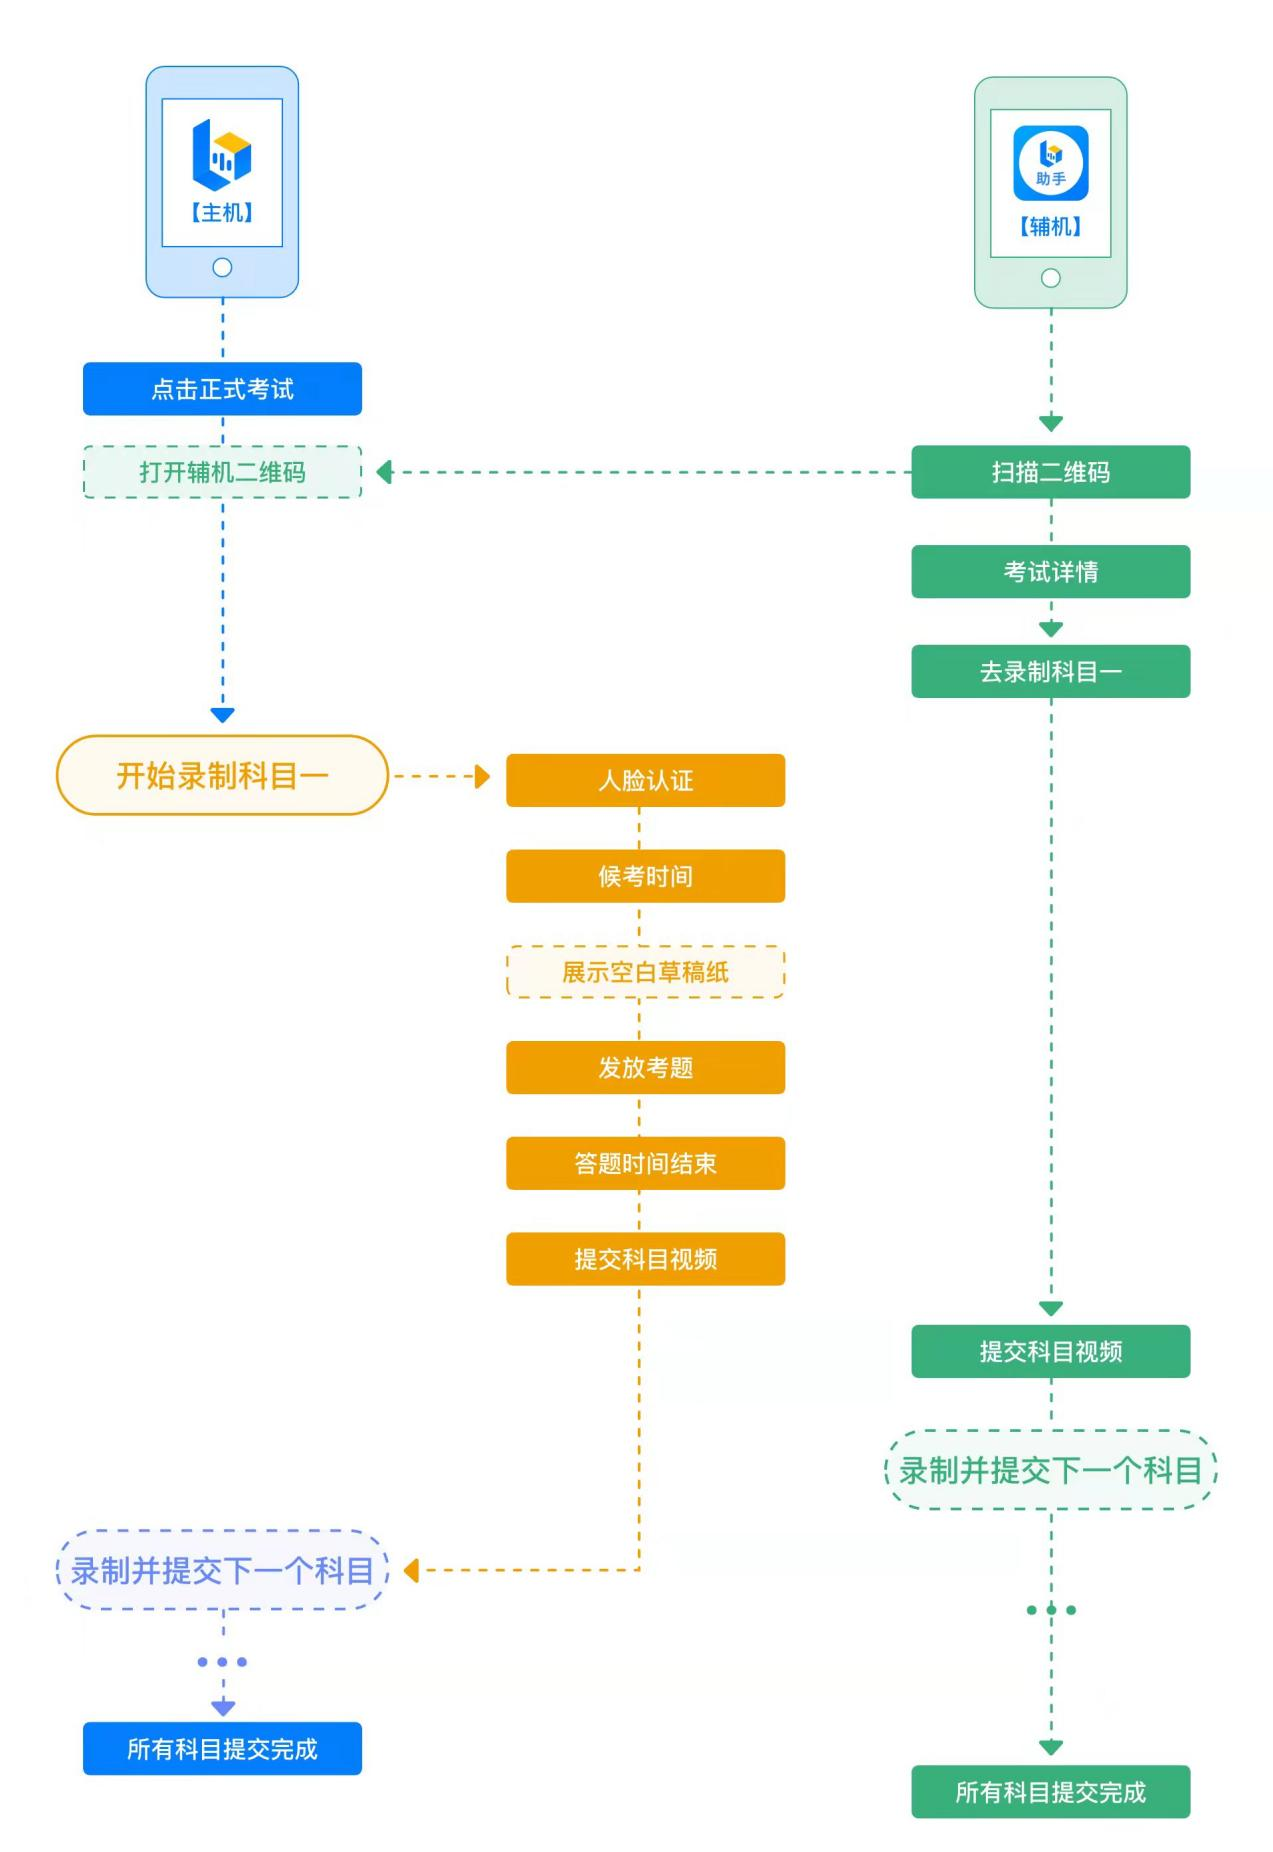 【主机】
助手
【辅机】
点击正式考试
打开辅机二维码
扫描二维码
考试详情
去录制科目一
开始录制科目一
人脸认证
候考时间
展示空白草稿纸
发放考题
答题时间结束
提交科目视频
提交科目视频
录制并提交下一个科目
录制并提交下一个科目
所有科目提交完成
所有科目提交完成